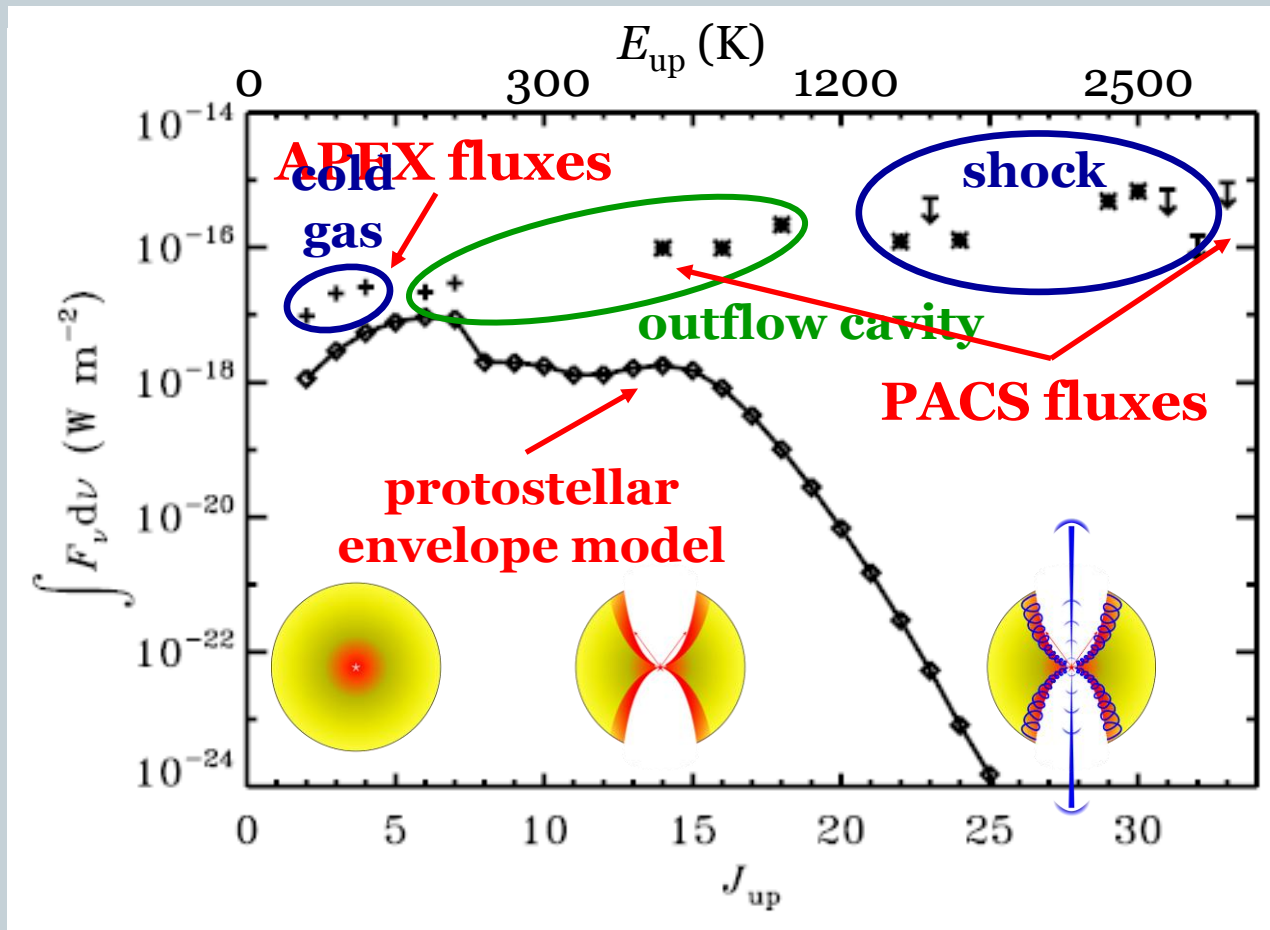 E_up (K)
0 300 1200 2500
10^−14
APEX fluxes
cold
gas
shock
10^−16
outflow cavity
10^−18
PACS fluxes
protostellar
envelope model
10^−20
10^−22
10^−24
∫ F_ν dν (W m^−2)
0 5 10 15 20 25 30
J_up